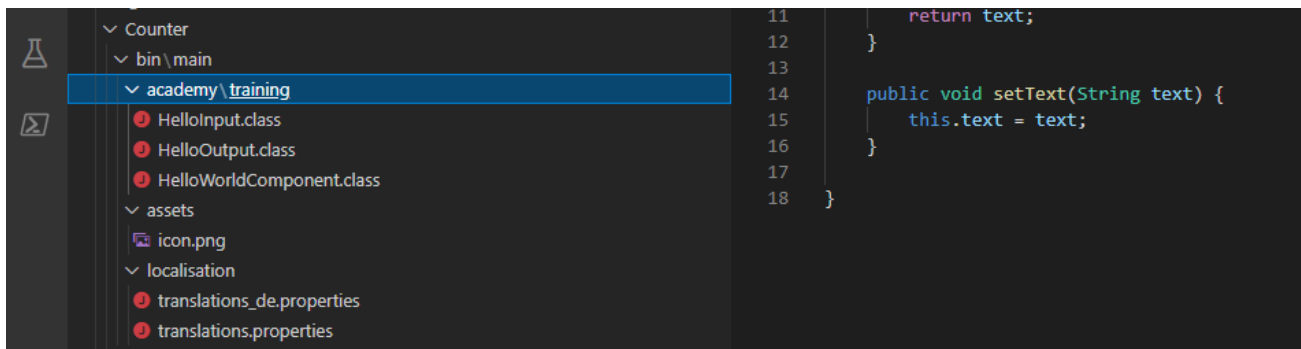 Counter
bin\main
academy\training
HelloInput.class
HelloOutput.class
HelloWorldComponent.class
assets
icon.png
localisation
translations_de.properties
translations.properties
11 return text;
12 }
13
14 public void setText(String text) {
15 this.text = text;
16 }
17
18 }